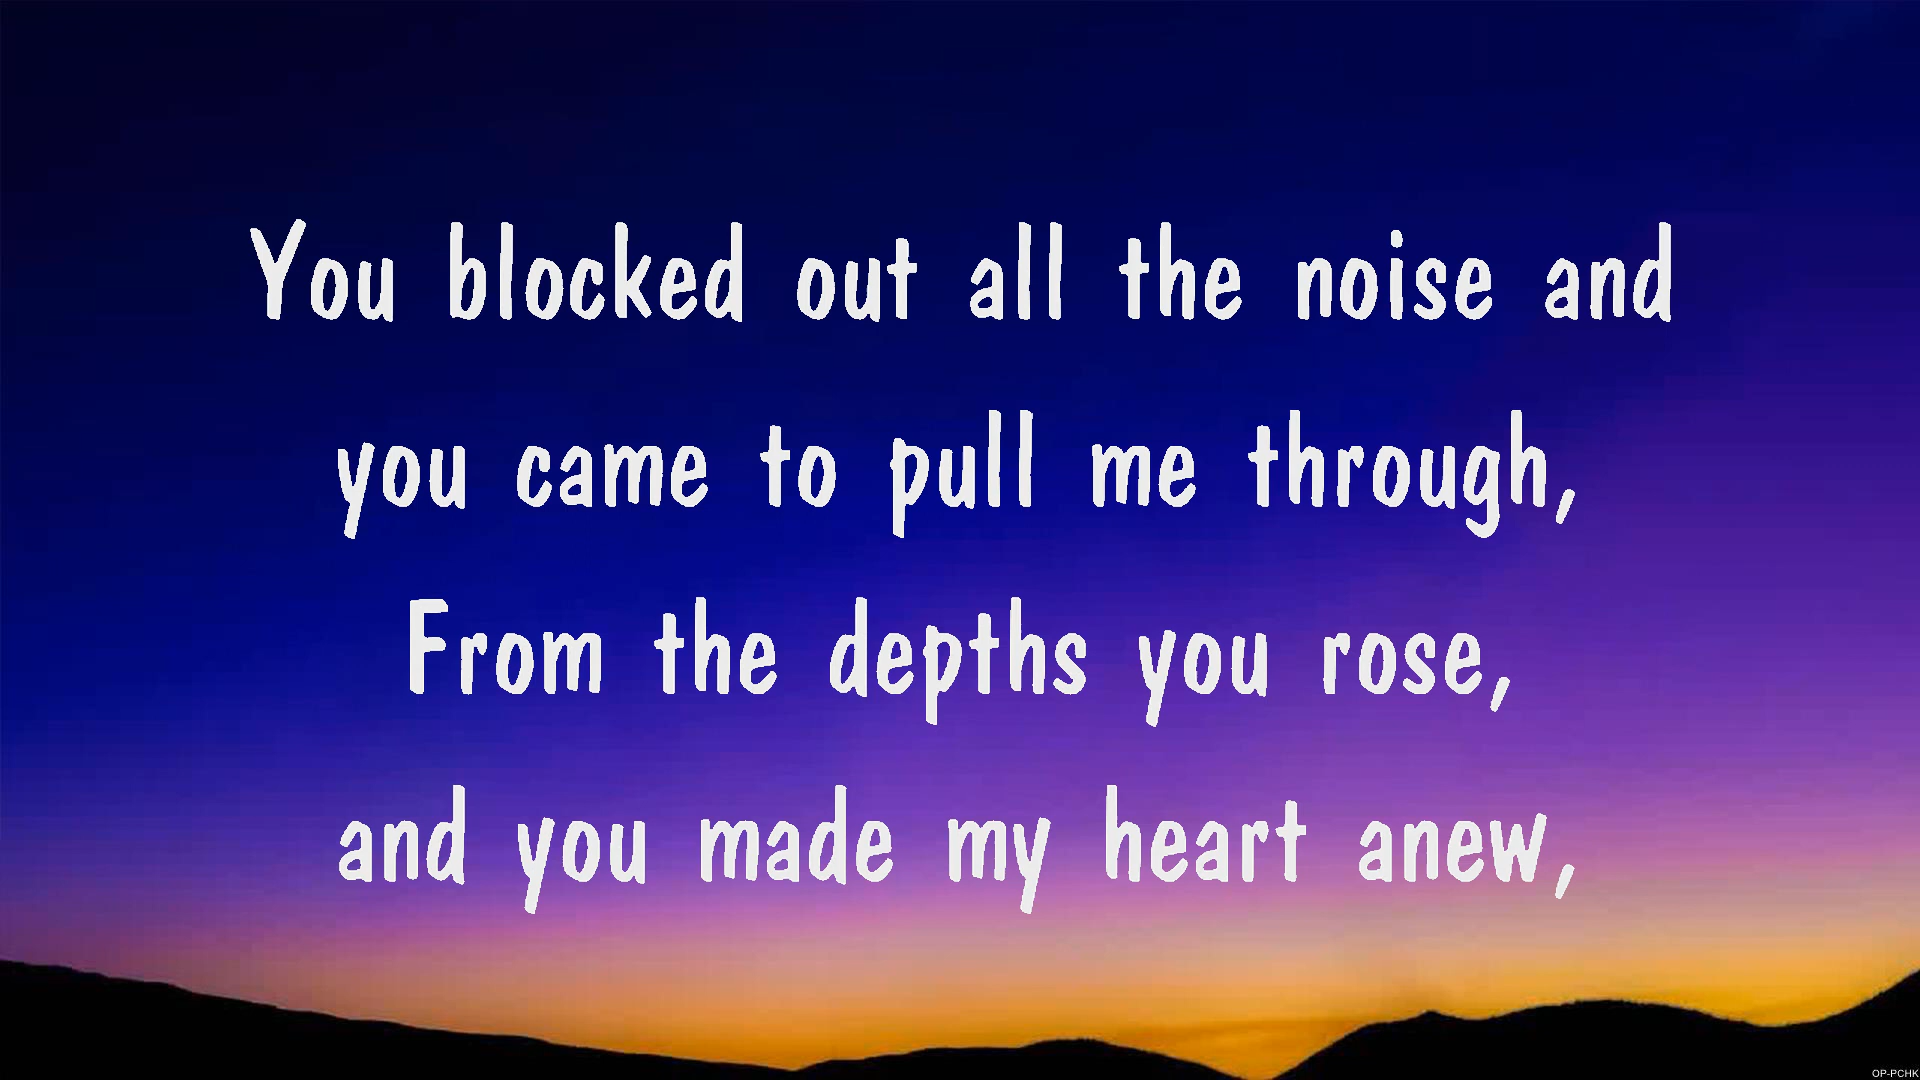 You blocked out all the noise and
you came to pull me through,
From the depths you rose,
and you made my heart anew,
OP-PCHK